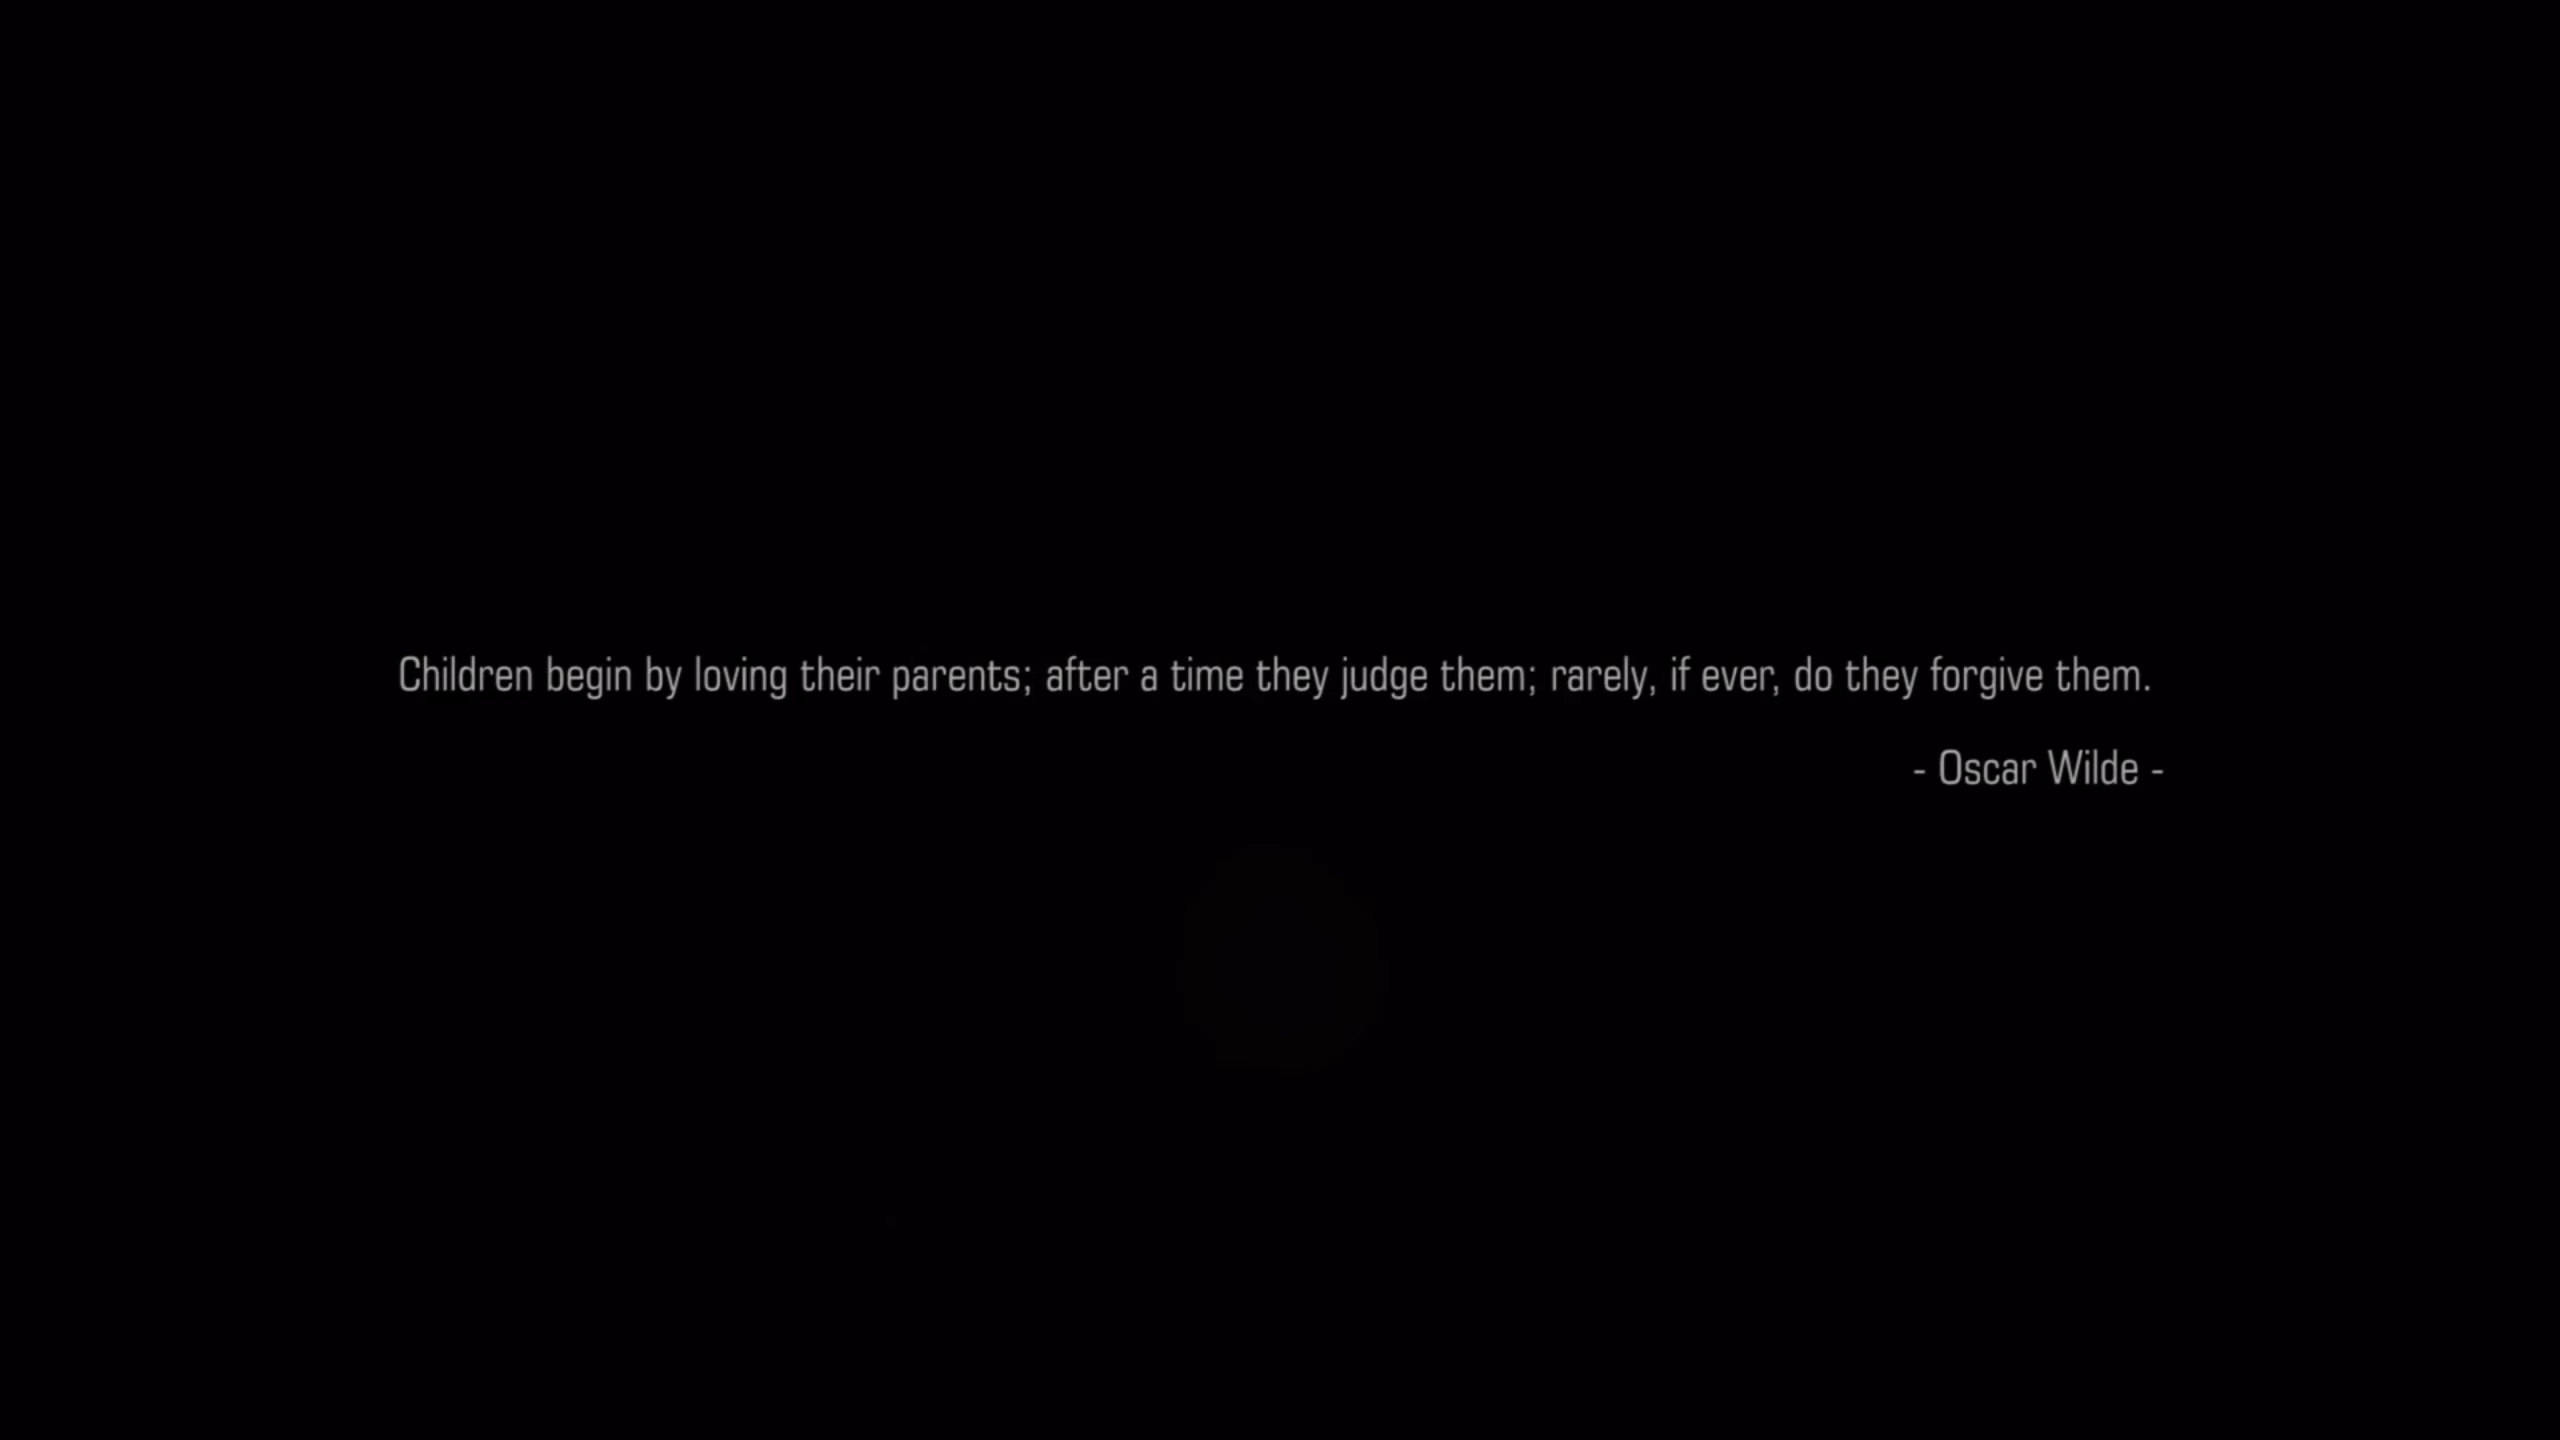 Children begin by loving their parents; after a time they judge them; rarely, if ever, do they forgive them.
- Oscar Wilde -